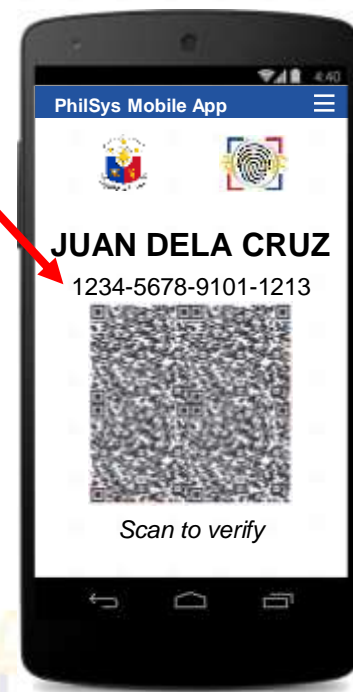 4:40
PhilSys Mobile App
JUAN DELA CRUZ
1234-5678-9101-1213
Scan to verify